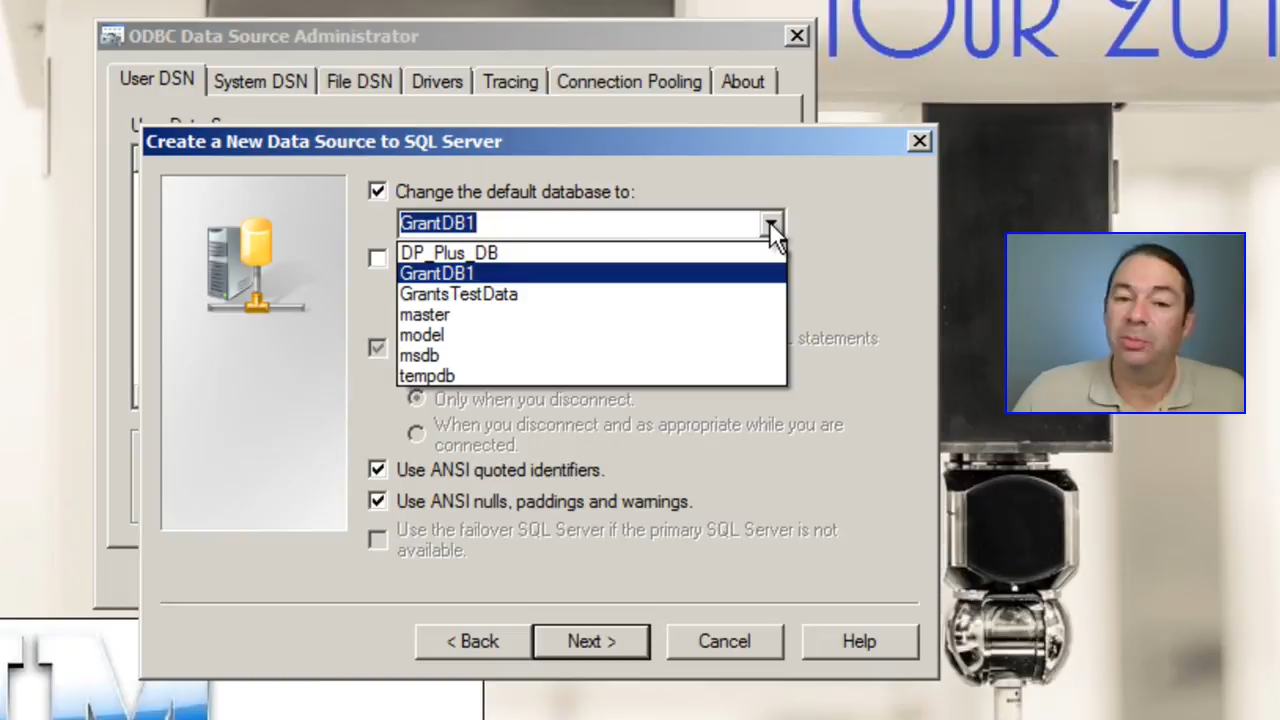 TOUR 201
ODBC Data Source Administrator
User DSN
System DSN
File DSN
Drivers
Tracing
Connection Pooling
About
Create a New Data Source to SQL Server
Change the default database to:
GrantDB1
DP_Plus_DB
GrantDB1
GrantsTestData
master
model
msdb
tempdb
statements
Only when you disconnect.
When you disconnect and as appropriate while you are
connected.
Use ANSI quoted identifiers.
Use ANSI nulls, paddings and warnings.
Use the failover SQL Server if the primary SQL Server is not
available.
< Back
Next >
Cancel
Help